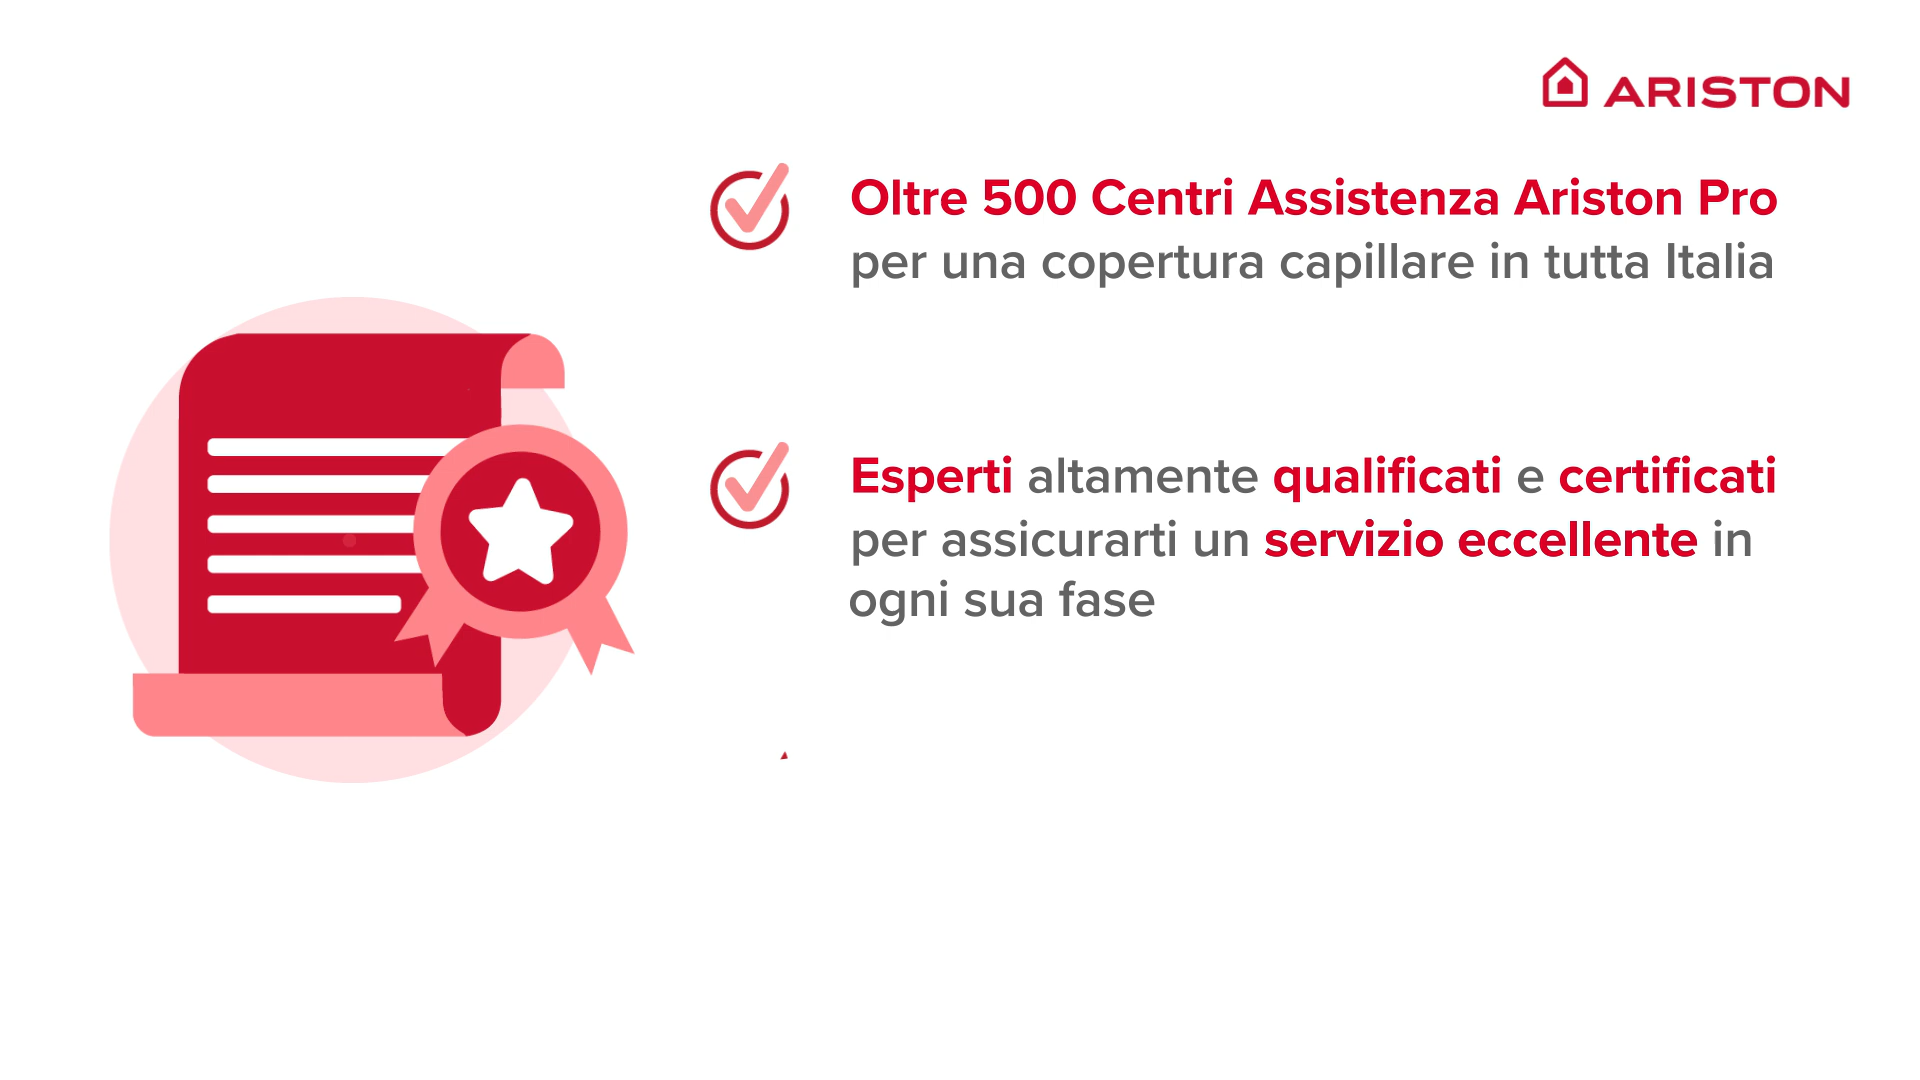 ARISTON
Oltre 500 Centri Assistenza Ariston Pro
per una copertura capillare in tutta Italia
Esperti altamente qualificati e certificati
per assicurarti un servizio eccellente in
ogni sua fase